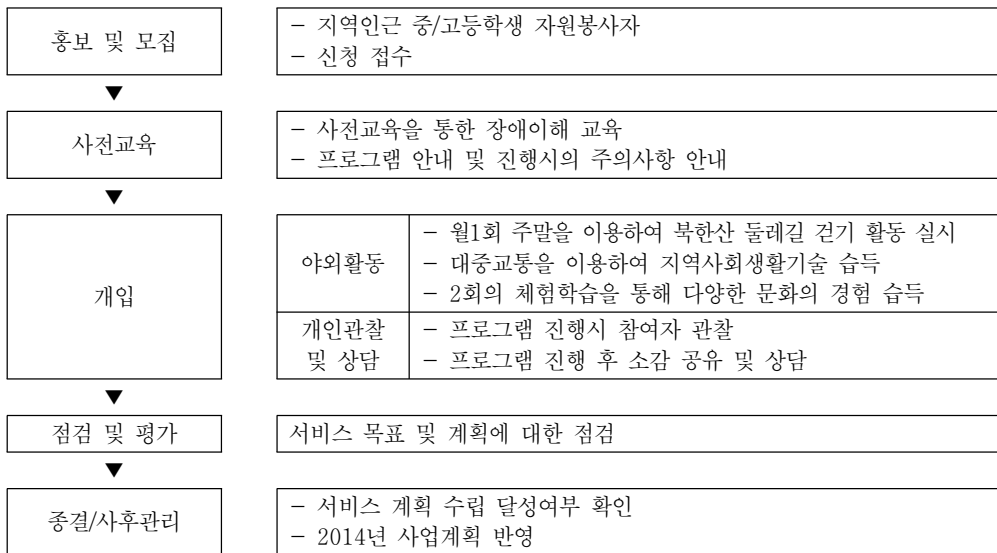 홍보 및 모집
- 지역인근 중/고등학생 자원봉사자
- 신청 접수
▼
사전교육
- 사전교육을 통한 장애이해 교육
- 프로그램 안내 및 진행시의 주의사항 안내
▼
개입
야외활동
- 월1회 주말을 이용하여 북한산 둘레길 걷기 활동 실시
- 대중교통을 이용하여 지역사회생활기술 습득
- 2회의 체험학습을 통해 다양한 문화의 경험 습득
개인관찰
및 상담
- 프로그램 진행시 참여자 관찰
- 프로그램 진행 후 소감 공유 및 상담
▼
점검 및 평가
서비스 목표 및 계획에 대한 점검
▼
종결/사후관리
- 서비스 계획 수립 달성여부 확인
- 2014년 사업계획 반영